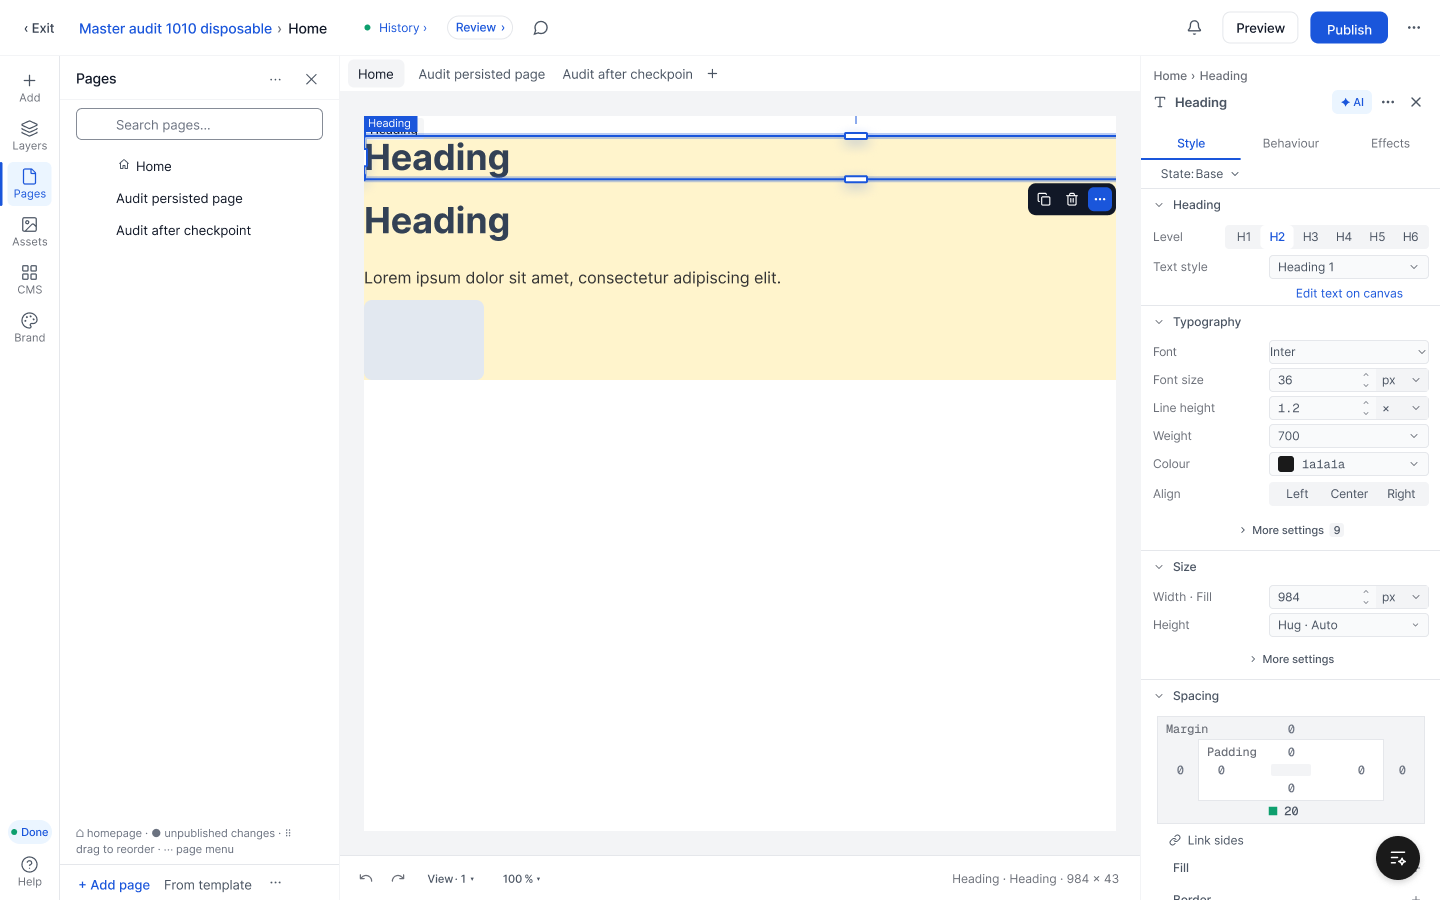 ‹ Exit
Master audit 1010 disposable › Home
History ›
Review ›
Preview
Publish
Add
Layers
Pages
Assets
CMS
Brand
Done
Help
Pages
Search pages...
Home
Audit persisted page
Audit after checkpoint
homepage · ● unpublished changes · ⠿
drag to reorder · ··· page menu
+ Add page
From template
Home
Audit persisted page
Audit after checkpoin
Heading
Heading
Heading
Heading
Lorem ipsum dolor sit amet, consectetur adipiscing elit.
View · 1
100 %
Heading · Heading · 984 × 43
Home › Heading
Heading
AI
Style
Behaviour
Effects
State: Base
Heading
Level
H1 H2 H3 H4 H5 H6
Text style
Heading 1
Edit text on canvas
Typography
Font
Inter
Font size
36
px
Line height
1.2
×
Weight
700
Colour
1a1a1a
Align
Left Center Right
More settings 9
Size
Width · Fill
984
px
Height
Hug · Auto
More settings
Spacing
Margin
0
Padding
0
0
0
0
0
0
20
Link sides
Fill
Border